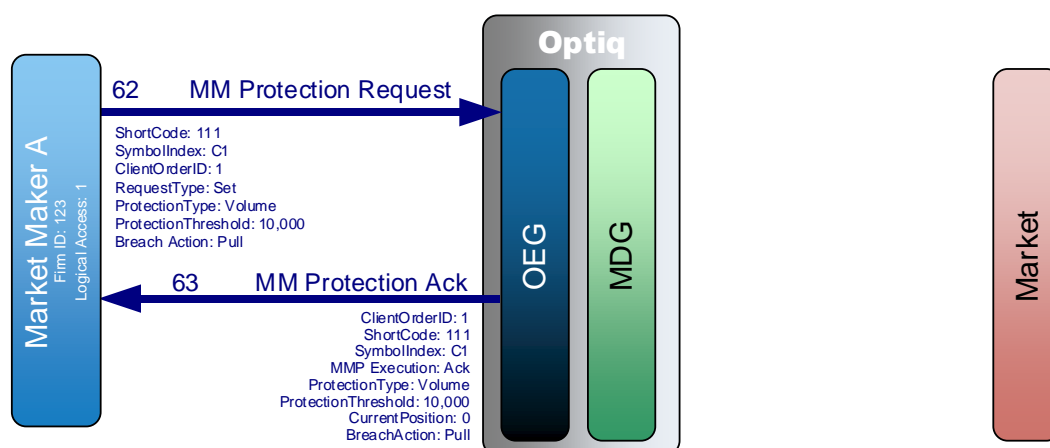 Optiq
Market Maker A
Firm ID: 123
Logical Access: 1
62 MM Protection Request
ShortCode: 111
SymbolIndex: C1
ClientOrderID: 1
RequestType: Set
ProtectionType: Volume
ProtectionThreshold: 10,000
Breach Action: Pull
63 MM Protection Ack
ClientOrderID: 1
ShortCode: 111
SymbolIndex: C1
MMP Execution: Ack
ProtectionType: Volume
ProtectionThreshold: 10,000
CurrentPosition: 0
BreachAction: Pull
OEG
MDG
Market